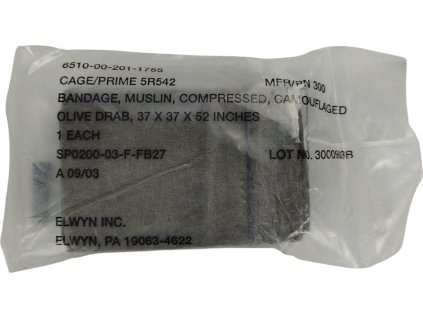 6510-00-201-1755
CAGE/PRIME 5R542 MFR/PN 300
BANDAGE, MUSLIN, COMPRESSED, CAMOUFLAGED
OLIVE DRAB, 37 X 37 X 52 INCHES
1 EACH
SP0200-03-F-FB27 LOT NO.
A 09/03
ELWYN INC.
ELWYN, PA 19063-4622